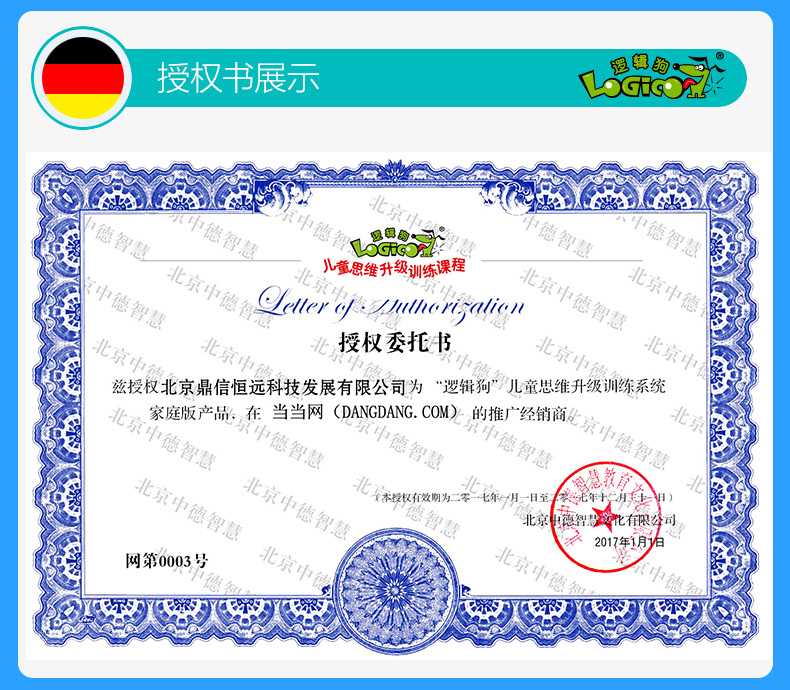 授权书展示
逻辑狗
LOGICO
®
逻辑狗
LOGICO
®
儿童思维升级训练课程
Letter of Authorization
授权委托书
兹授权北京鼎信恒远科技发展有限公司为“逻辑狗”儿童思维升级训练系统
家庭版产品,在 当当网(DANGDANG.COM) 的推广经销商
(本授权有效期为二零一七年一月一日至二零一七年十二月三十一日)
北京中德智慧教育文化有限公司
2017年1月1日
网第0003号
北京中德智慧